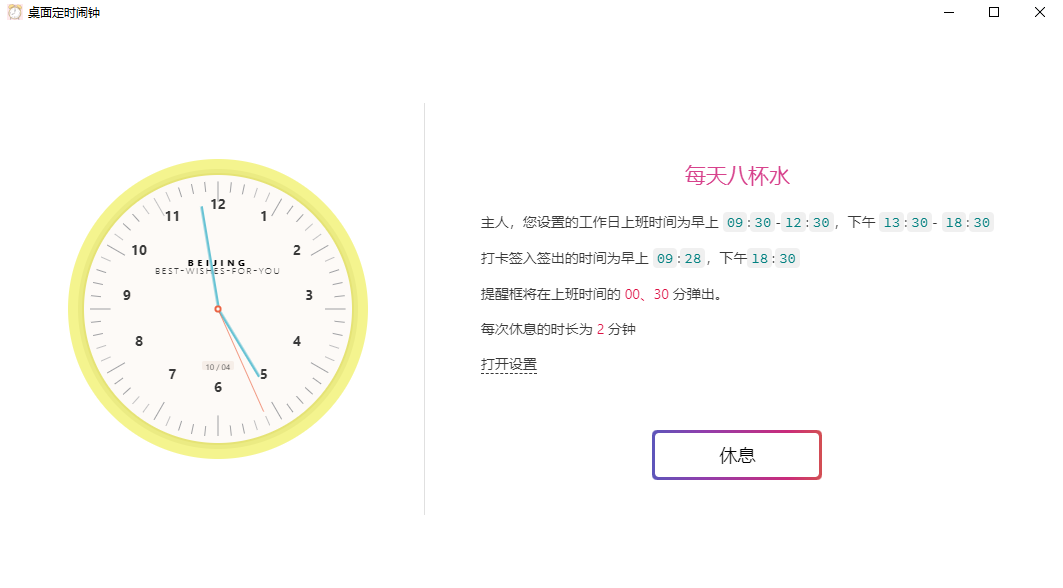 桌面定时闹钟
12
11 1
10 2
BEIJING
BEST-WISHES-FOR-YOU
9 3
8 4
10 / 04
7 5
6
每天八杯水
主人，您设置的工作日上班时间为早上 09:30-12:30，下午 13:30- 18:30
打卡签入签出的时间为早上 09:28，下午18:30
提醒框将在上班时间的 00、30 分弹出。
每次休息的时长为 2 分钟
打开设置
休息